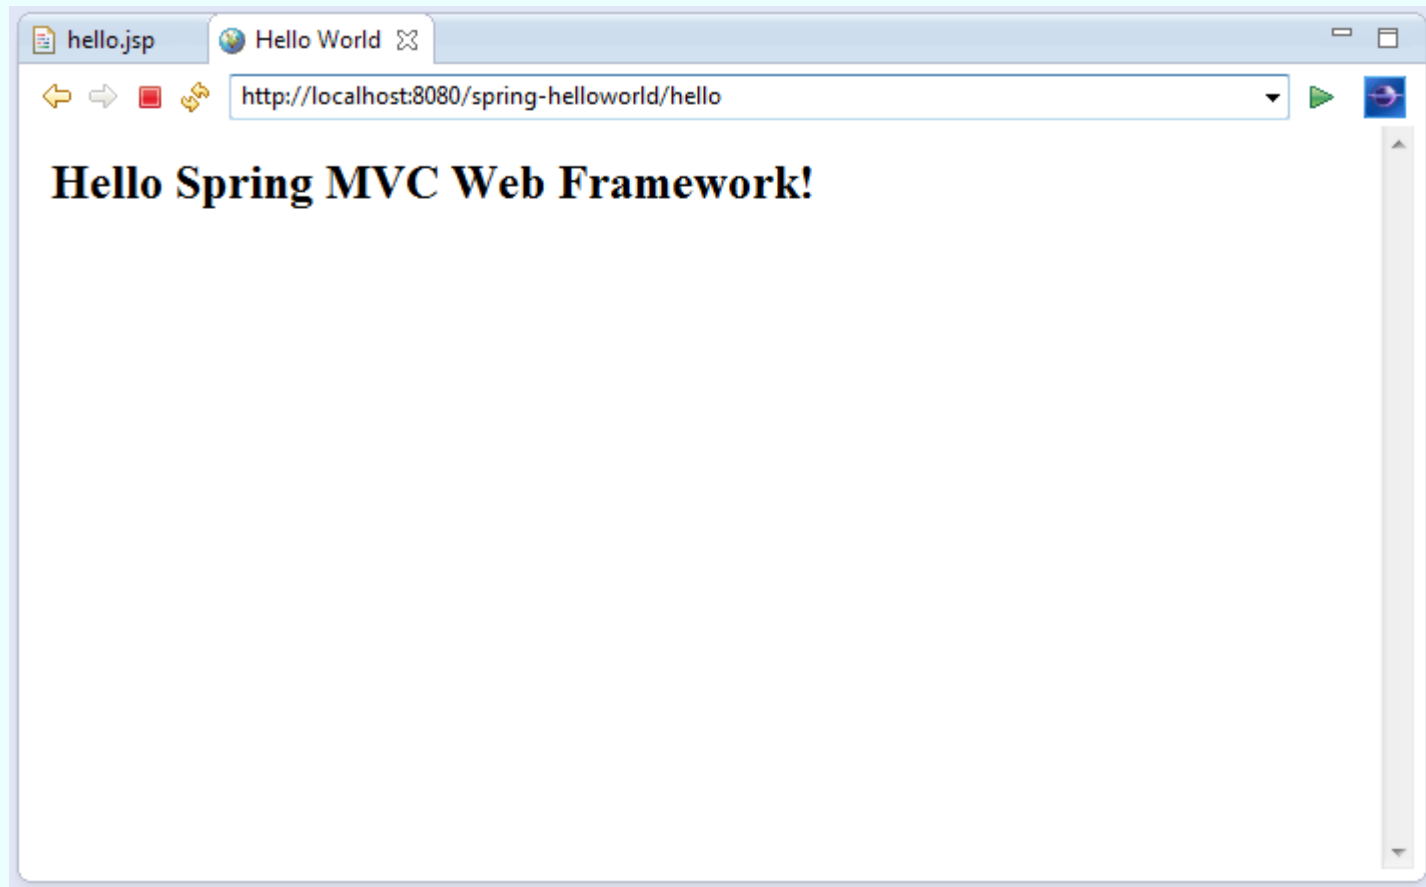 hello.jsp
Hello World
http://localhost:8080/spring-helloworld/hello
Hello Spring MVC Web Framework!